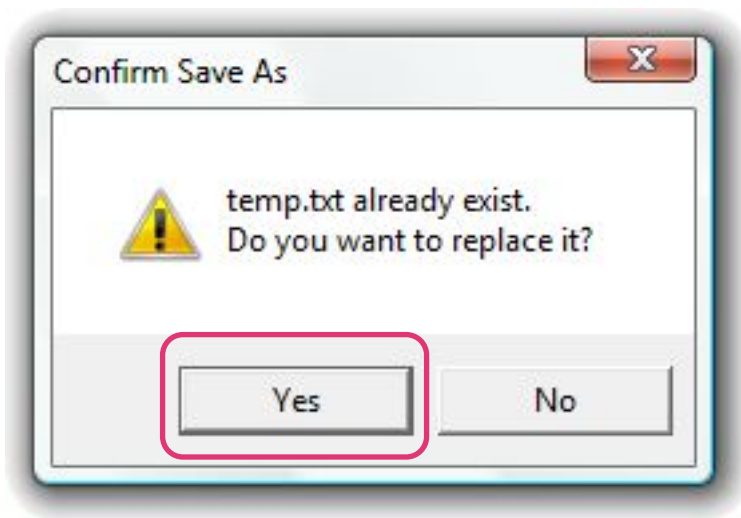 Confirm Save As
temp.txt already exist.
Do you want to replace it?
Yes
No